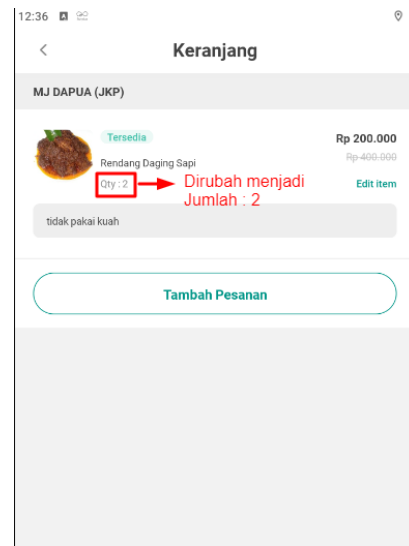 12:36
Keranjang
MJ DAPUA (JKP)
Tersedia
Rp 200.000
Rendang Daging Sapi
Rp 400.000
Qty : 2
Dirubah menjadi
Jumlah : 2
Edit item
tidak pakai kuah
Tambah Pesanan